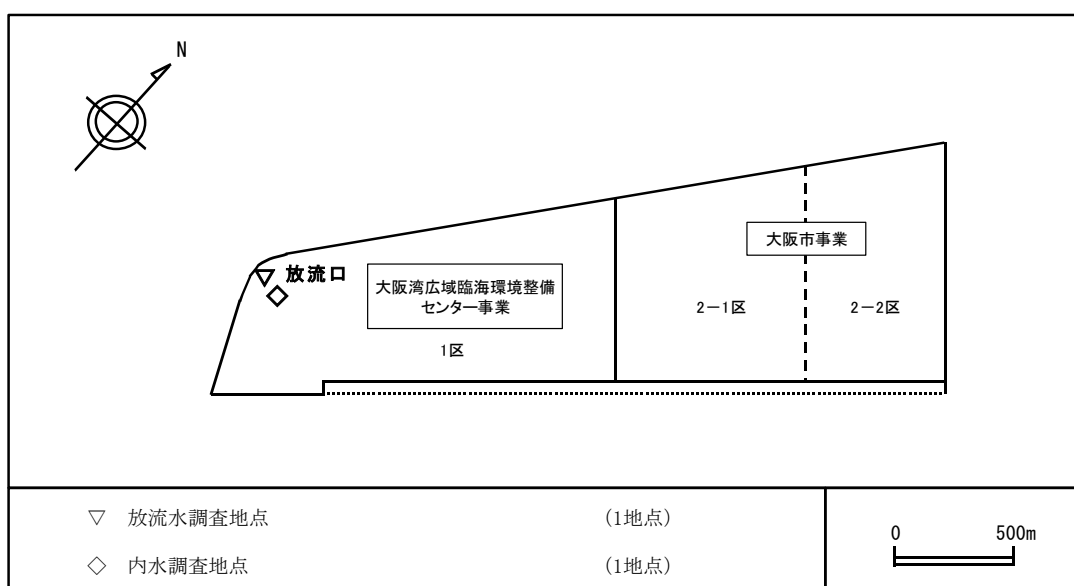 N
放流口
大阪湾広域臨海環境整備
センター事業
1区
大阪市事業
2－1区
2－2区
▽ 放流水調査地点 (1地点)
◇ 内水調査地点 (1地点)
0 500m